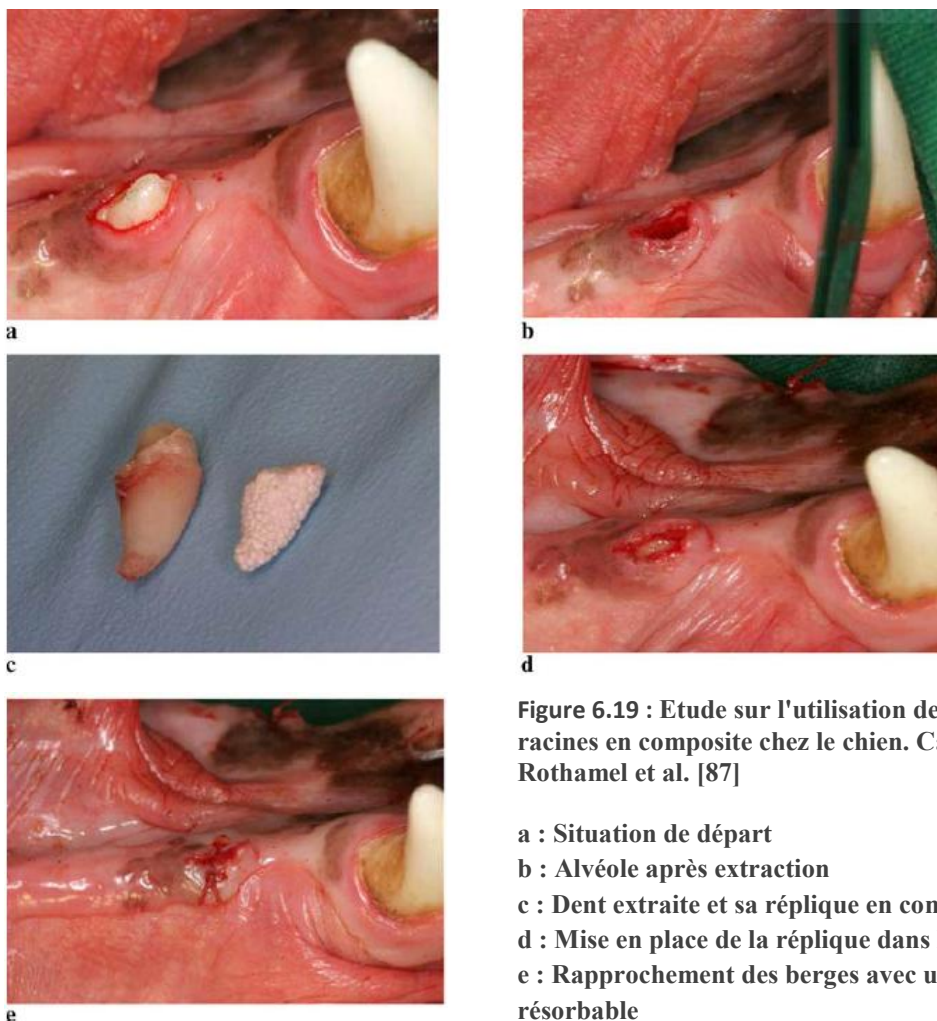 a
b
c
d
e
Figure 6.19 : Etude sur l'utilisation de
racines en composite chez le chien.
Rothamel et al. [87]
a : Situation de départ
b : Alvéole après extraction
c : Dent extraite et sa réplique en
d : Mise en place de la réplique dans
e : Rapprochement des berges avec
résorbable